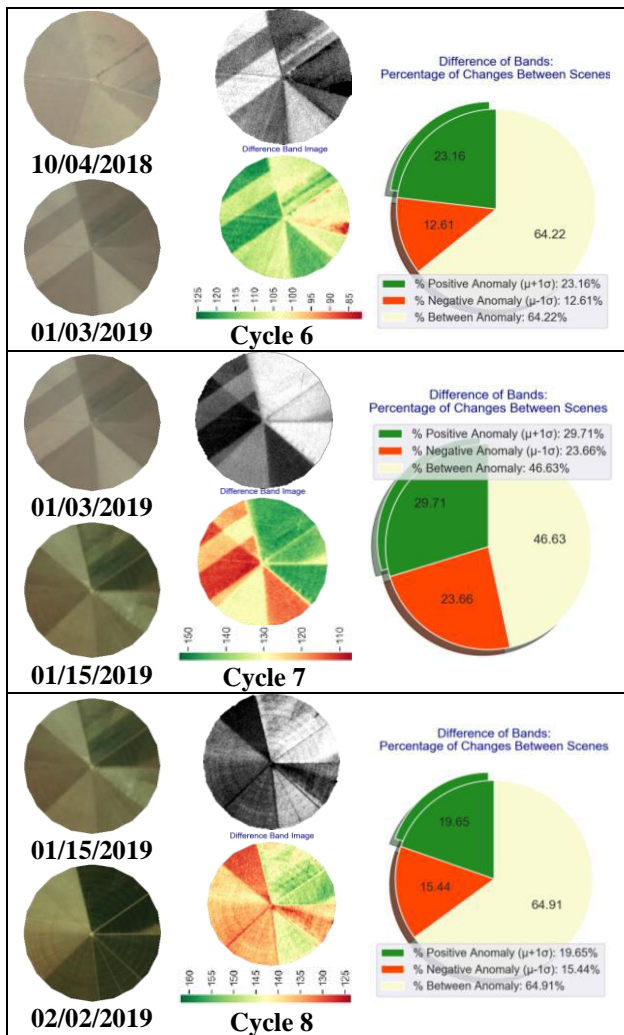 10/04/2018
01/03/2019
Difference Band Image
125
120
115
110
105
100
95
90
85
Cycle 6
Difference of Bands:
Percentage of Changes Between Scenes
23.16
12.61
64.22
% Positive Anomaly (μ+1σ): 23.16%
% Negative Anomaly (μ-1σ): 12.61%
% Between Anomaly: 64.22%
01/03/2019
01/15/2019
Difference Band Image
150
140
130
120
110
Cycle 7
Difference of Bands:
Percentage of Changes Between Scenes
% Positive Anomaly (μ+1σ): 29.71%
% Negative Anomaly (μ-1σ): 23.66%
% Between Anomaly: 46.63%
29.71
46.63
23.66
01/15/2019
02/02/2019
Difference Band Image
160
150
145
140
135
130
125
Cycle 8
Difference of Bands:
Percentage of Changes Between Scenes
19.65
15.44
64.91
% Positive Anomaly (μ+1σ): 19.65%
% Negative Anomaly (μ-1σ): 15.44%
% Between Anomaly: 64.91%